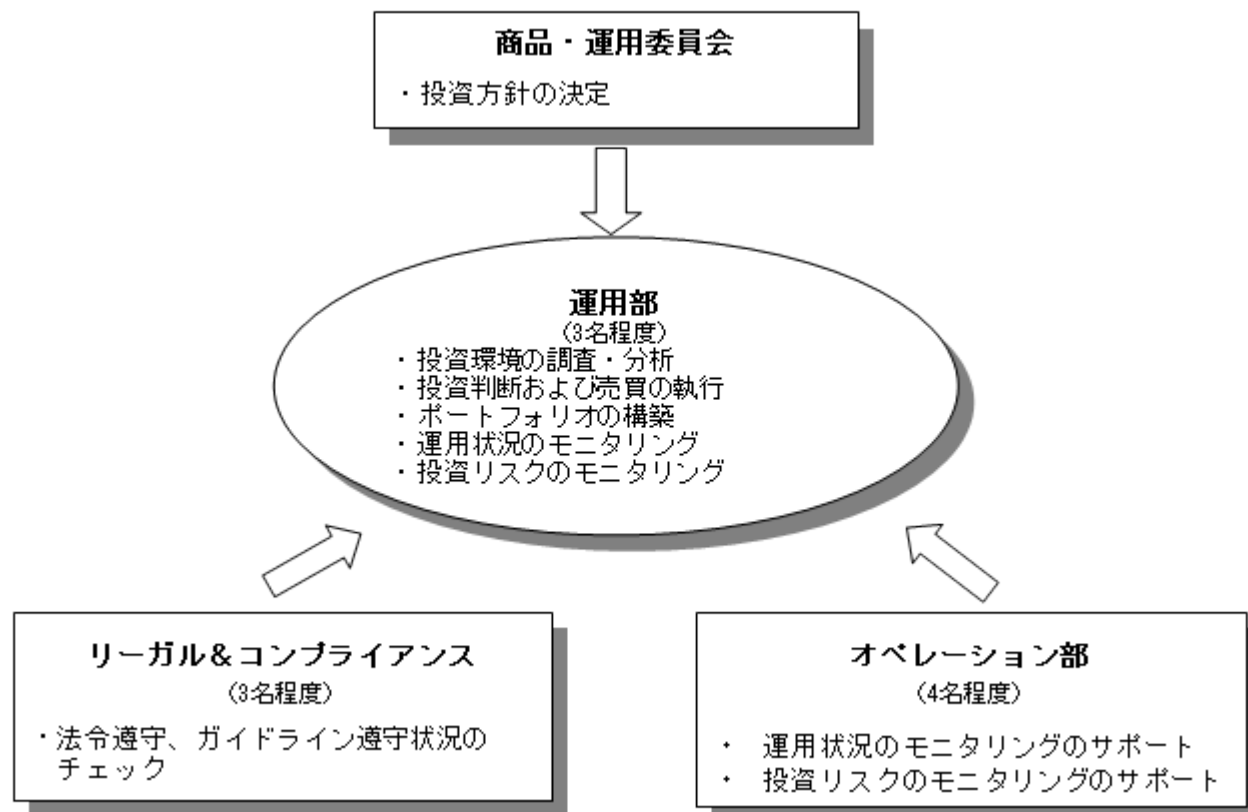 商品・運用委員会
・投資方針の決定
運用部
(3名程度)
・投資環境の調査・分析
・投資判断および売買の執行
・ポートフォリオの構築
・運用状況のモニタリング
・投資リスクのモニタリング
リーガル＆コンプライアンス
(3名程度)
・法令遵守、ガイドライン遵守状況の
チェック
オペレーション部
(4名程度)
・ 運用状況のモニタリングのサポート
・ 投資リスクのモニタリングのサポート